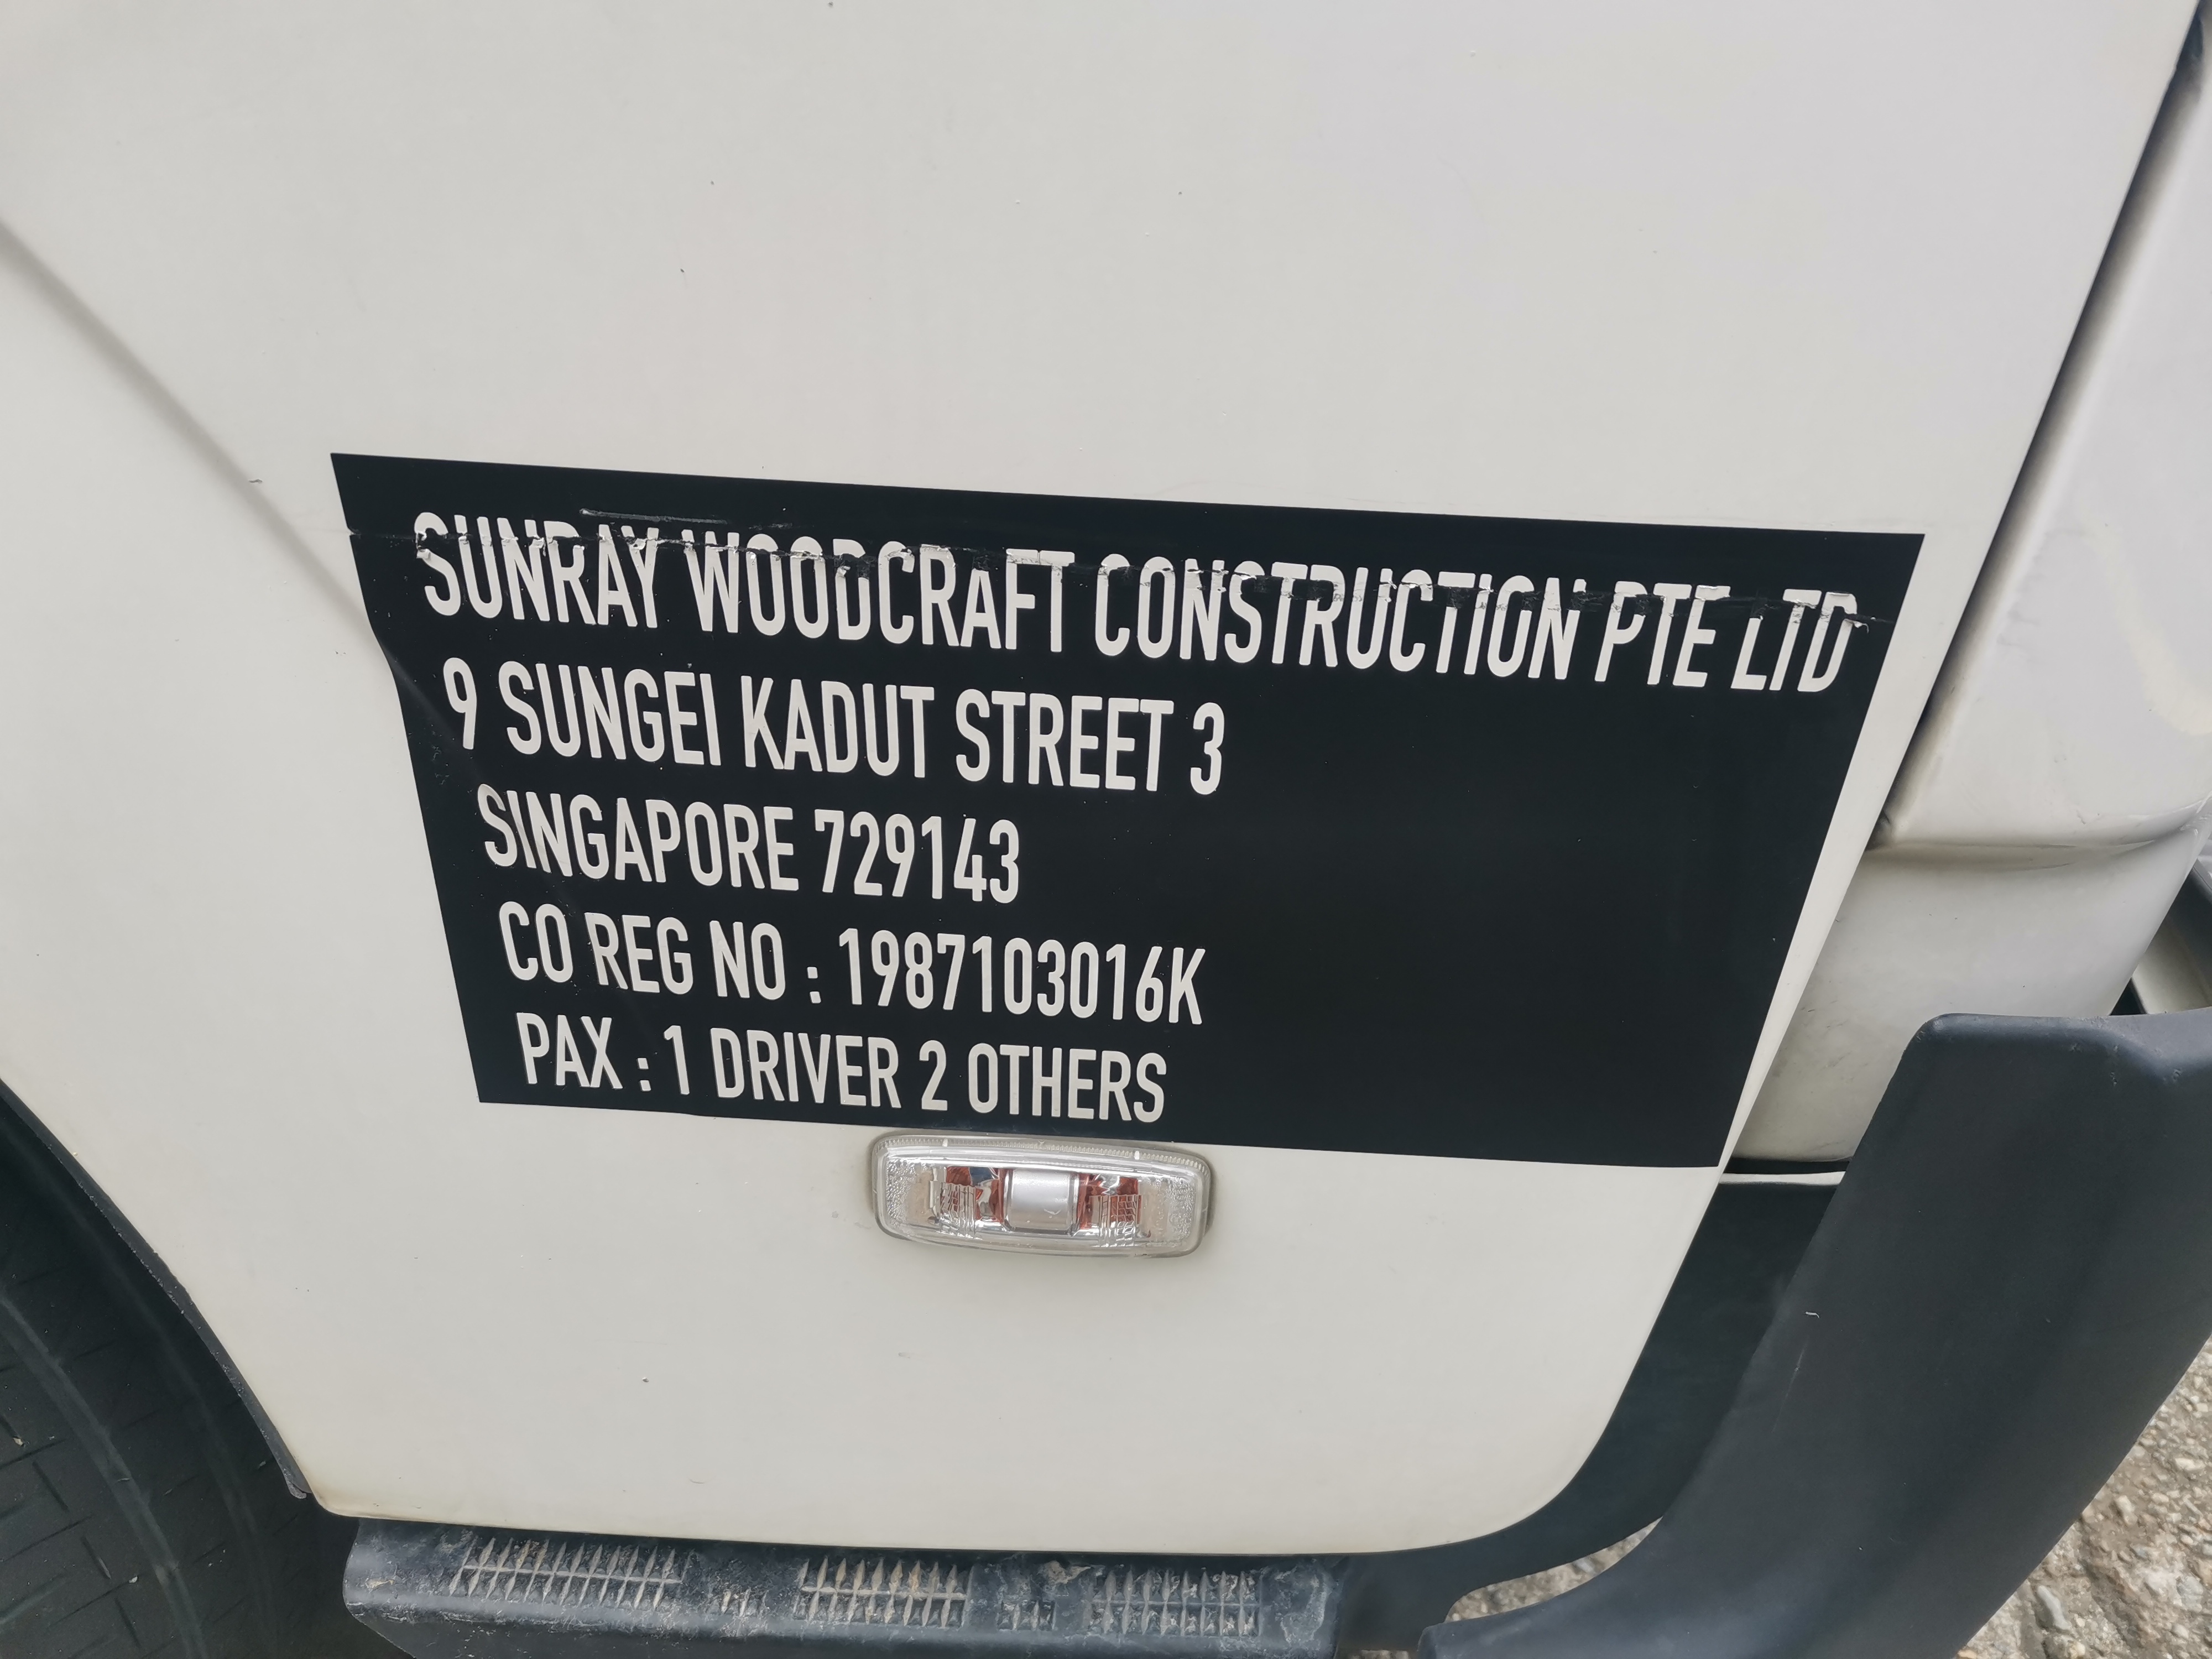 SUNRAY WOODCRAFT CONSTRUCTION PTE LTD
9 SUNGEI KADUT STREET 3
SINGAPORE 729143
CO REG NO : 1987103016K
PAX : 1 DRIVER 2 OTHERS